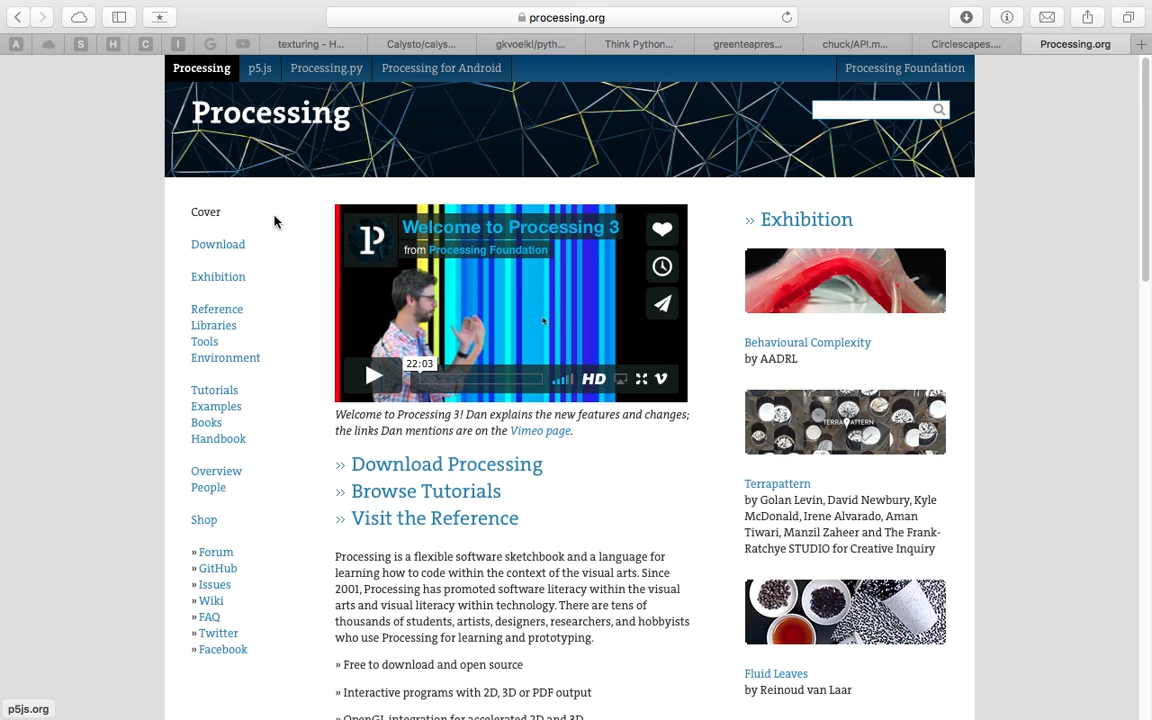 processing.org
A
S
H
C
I
G
texturing - H...
Calysto/calys...
gkvoelkl/pyth...
Think Python...
greenteapres...
chuck/API.m...
Circlescapes....
Processing.org
Processing
p5.js
Processing.py
Processing for Android
Processing Foundation
Processing
Cover
Download
Exhibition
Reference
Libraries
Tools
Environment
Tutorials
Examples
Books
Handbook
Overview
People
Shop
» Forum
» GitHub
» Issues
» Wiki
» FAQ
» Twitter
» Facebook
Welcome to Processing 3
from Processing Foundation
22:03
HD
Welcome to Processing 3! Dan explains the new features and changes;
the links Dan mentions are on the Vimeo page.
» Download Processing
» Browse Tutorials
» Visit the Reference
Processing is a flexible software sketchbook and a language for
learning how to code within the context of the visual arts. Since
2001, Processing has promoted software literacy within the visual
arts and visual literacy within technology. There are tens of
thousands of students, artists, designers, researchers, and hobbyists
who use Processing for learning and prototyping.
» Free to download and open source
» Interactive programs with 2D, 3D or PDF output
» OpenGL integration for accelerated 2D and 3D
» Exhibition
Behavioural Complexity
by AADRL
TERRAPATTERN
Terrapattern
by Golan Levin, David Newbury, Kyle
McDonald, Irene Alvarado, Aman
Tiwari, Manzil Zaheer and The Frank-
Ratchye STUDIO for Creative Inquiry
Fluid Leaves
by Reinoud van Laar
p5js.org